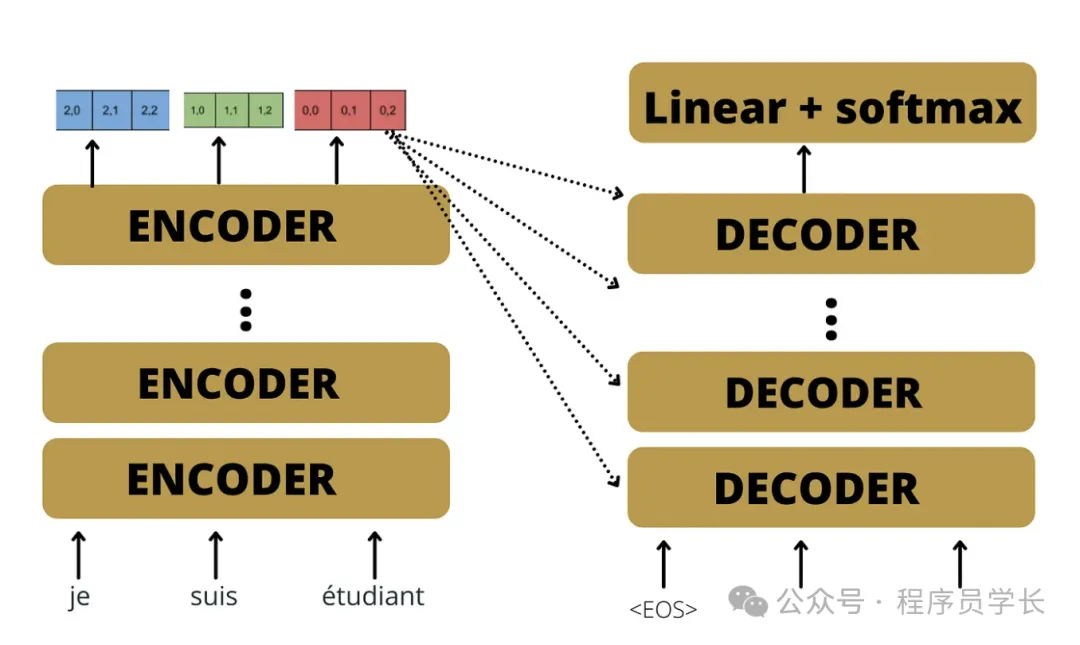 2,0 2,1 2,2 1,0 1,1 1,2 0,0 0,1 0,2
ENCODER
ENCODER
ENCODER
je suis étudiant
Linear + softmax
DECODER
DECODER
DECODER
<EOS>
公众号 · 程序员学长